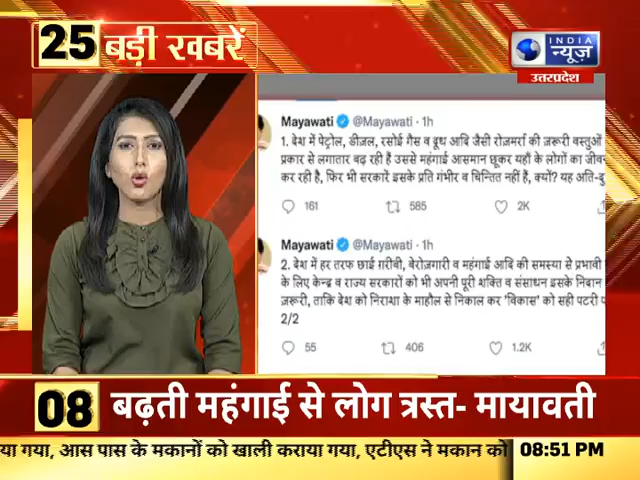 25 बड़ी खबरें
INDIA
न्यूज़
उत्तरप्रदेश
Mayawati @Mayawati · 1h
1. देश में पेट्रोल, डीजल, रसोई गैस व दूध आदि जैसी रोज़मर्रा की ज़रूरी वस्तुओं
प्रकार से लगातार बढ़ रही हैं उससे महंगाई आसमान छूकर यहाँ के लोगों का जीव
कर रही है, फिर भी सरकारें इसके प्रति गंभीर व चिन्तित नहीं हैं, क्यों? यह अति-दु
161 585 2K
Mayawati @Mayawati · 1h
2. देश में हर तरफ छाई ग़रीबी, बेरोज़गारी व महंगाई आदि की समस्या से प्रभावी
के लिए केन्द्र व राज्य सरकारों को भी अपनी पूरी शक्ति व संसाधन इसके निदान
ज़रूरी, ताकि देश को निराशा के माहौल से निकाल कर 'विकास' को सही पटरी प
2/2
55 406 1.2K
08 बढ़ती महंगाई से लोग त्रस्त- मायावती
या गया, आस पास के मकानों को खाली कराया गया, एटीएस ने मकान को 08:51 PM